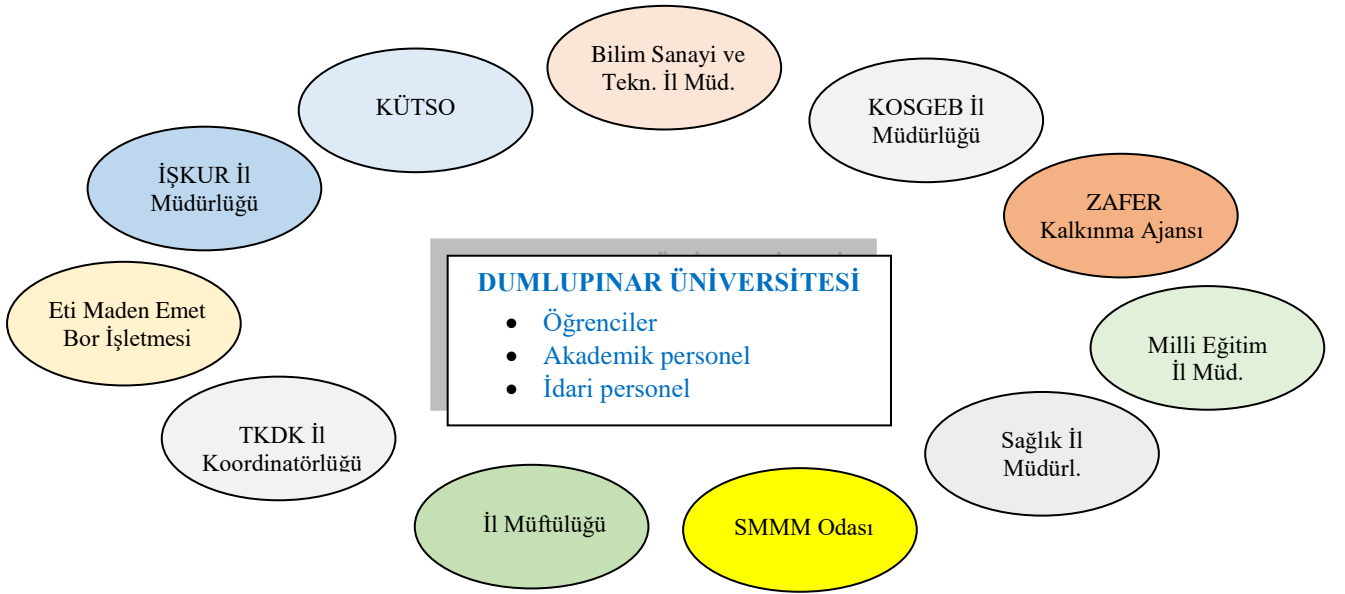 Bilim Sanayi ve
Tekn. İl Müd.
KÜTSO
KOSGEB İl
Müdürlüğü
İŞKUR İl
Müdürlüğü
ZAFER
Kalkınma Ajansı
DUMLUPINAR ÜNİVERSİTESİ
• Öğrenciler
• Akademik personel
• İdari personel
Eti Maden Emet
Bor İşletmesi
Milli Eğitim
İl Müd.
TKDK İl
Koordinatörlüğü
Sağlık İl
Müdürl.
İl Müftülüğü
SMMM Odası